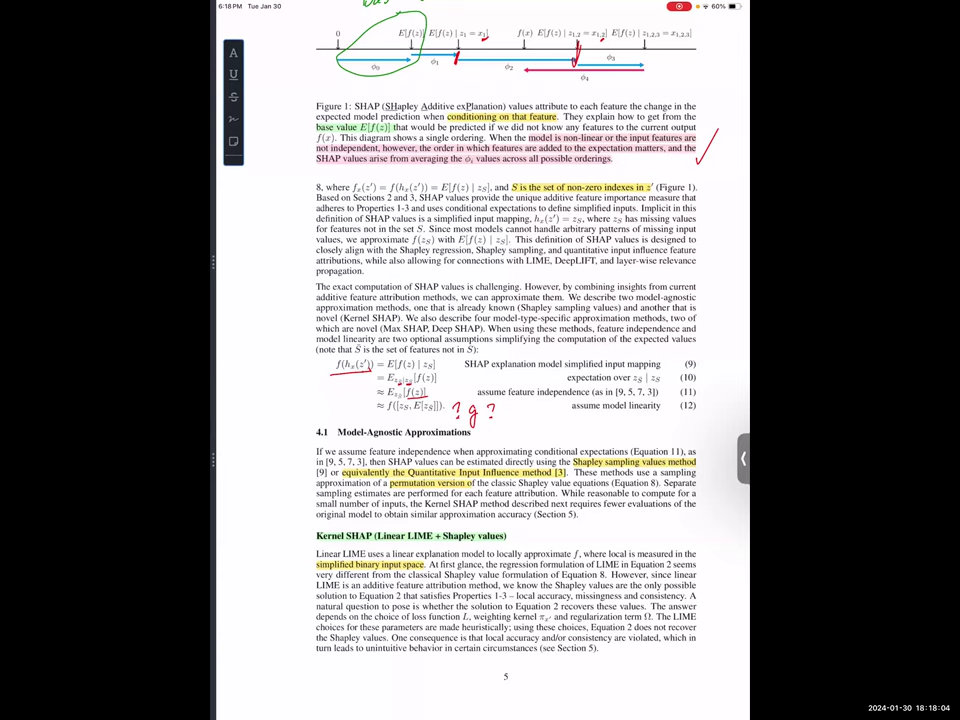 6:18 PM Tue Jan 30
60%
0 E[f(z)] E[f(z) | z₁ = x₁] f(x) E[f(z) | z₁,₂ = x₁,₂] E[f(z) | z₁,₂,₃ = x₁,₂,₃]
ϕ₀ ϕ₁ ϕ₂ ϕ₃
ϕ₄
Figure 1: SHAP (SHapley Additive exPlanation) values attribute to each feature the change in the
expected model prediction when conditioning on that feature. They explain how to get from the
base value E[f(z)] that would be predicted if we did not know any features to the current output
f(x). This diagram shows a single ordering. When the model is non-linear or the input features are
not independent, however, the order in which features are added to the expectation matters, and the
SHAP values arise from averaging the ϕᵢ values across all possible orderings.
8, where fₓ(z′) = f(hₓ(z′)) = E[f(z) | z_S], and S is the set of non-zero indexes in z′ (Figure 1).
Based on Sections 2 and 3, SHAP values provide the unique additive feature importance measure that
adheres to Properties 1-3 and uses conditional expectations to define simplified inputs. Implicit in this
definition of SHAP values is a simplified input mapping, hₓ(z′) = z_S, where z_S has missing values
for features not in the set S. Since most models cannot handle arbitrary patterns of missing input
values, we approximate f(z_S) with E[f(z) | z_S]. This definition of SHAP values is designed to
closely align with the Shapley regression, Shapley sampling, and quantitative input influence feature
attributions, while also allowing for connections with LIME, DeepLIFT, and layer-wise relevance
propagation.
The exact computation of SHAP values is challenging. However, by combining insights from current
additive feature attribution methods, we can approximate them. We describe two model-agnostic
approximation methods, one that is already known (Shapley sampling values) and another that is
novel (Kernel SHAP). We also describe four model-type-specific approximation methods, two of
which are novel (Max SHAP, Deep SHAP). When using these methods, feature independence and
model linearity are two optional assumptions simplifying the computation of the expected values
(note that S̄ is the set of features not in S):
f(hₓ(z′)) = E[f(z) | z_S] SHAP explanation model simplified input mapping (9)
= E_{z_S̄|z_S}[f(z)] expectation over z_S̄ | z_S (10)
≈ E_{z_S̄}[f(z)] assume feature independence (as in [9, 5, 7, 3]) (11)
≈ f([z_S, E[z_S̄]]). ? g ? assume model linearity (12)
4.1 Model-Agnostic Approximations
If we assume feature independence when approximating conditional expectations (Equation 11), as
in [9, 5, 7, 3], then SHAP values can be estimated directly using the Shapley sampling values method
[9] or equivalently the Quantitative Input Influence method [3]. These methods use a sampling
approximation of a permutation version of the classic Shapley value equations (Equation 8). Separate
sampling estimates are performed for each feature attribution. While reasonable to compute for a
small number of inputs, the Kernel SHAP method described next requires fewer evaluations of the
original model to obtain similar approximation accuracy (Section 5).
Kernel SHAP (Linear LIME + Shapley values)
Linear LIME uses a linear explanation model to locally approximate f, where local is measured in the
simplified binary input space. At first glance, the regression formulation of LIME in Equation 2 seems
very different from the classical Shapley value formulation of Equation 8. However, since linear
LIME is an additive feature attribution method, we know the Shapley values are the only possible
solution to Equation 2 that satisfies Properties 1-3 – local accuracy, missingness and consistency. A
natural question to pose is whether the solution to Equation 2 recovers these values. The answer
depends on the choice of loss function L, weighting kernel πₓ′ and regularization term Ω. The LIME
choices for these parameters are made heuristically; using these choices, Equation 2 does not recover
the Shapley values. One consequence is that local accuracy and/or consistency are violated, which in
turn leads to unintuitive behavior in certain circumstances (see Section 5).
5
2024-01-30 18:18:04